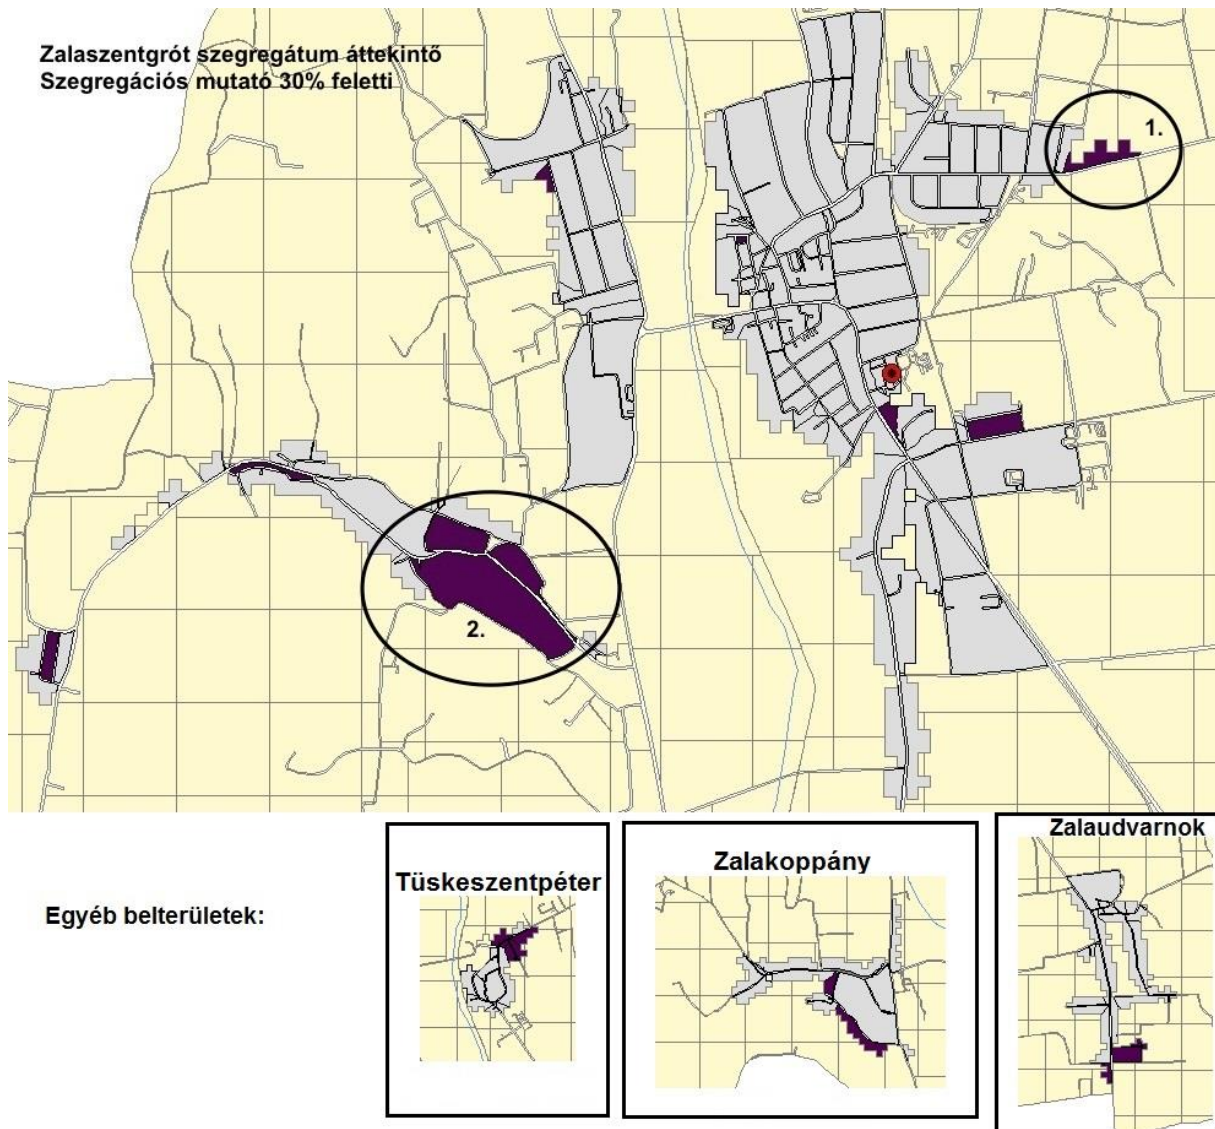 Zalaszentgrót szegregátum áttekintő
Szegregációs mutató 30% feletti
1.
2.
Egyéb belterületek:
Tüskeszentpéter
Zalakoppány
Zalaudvarnok